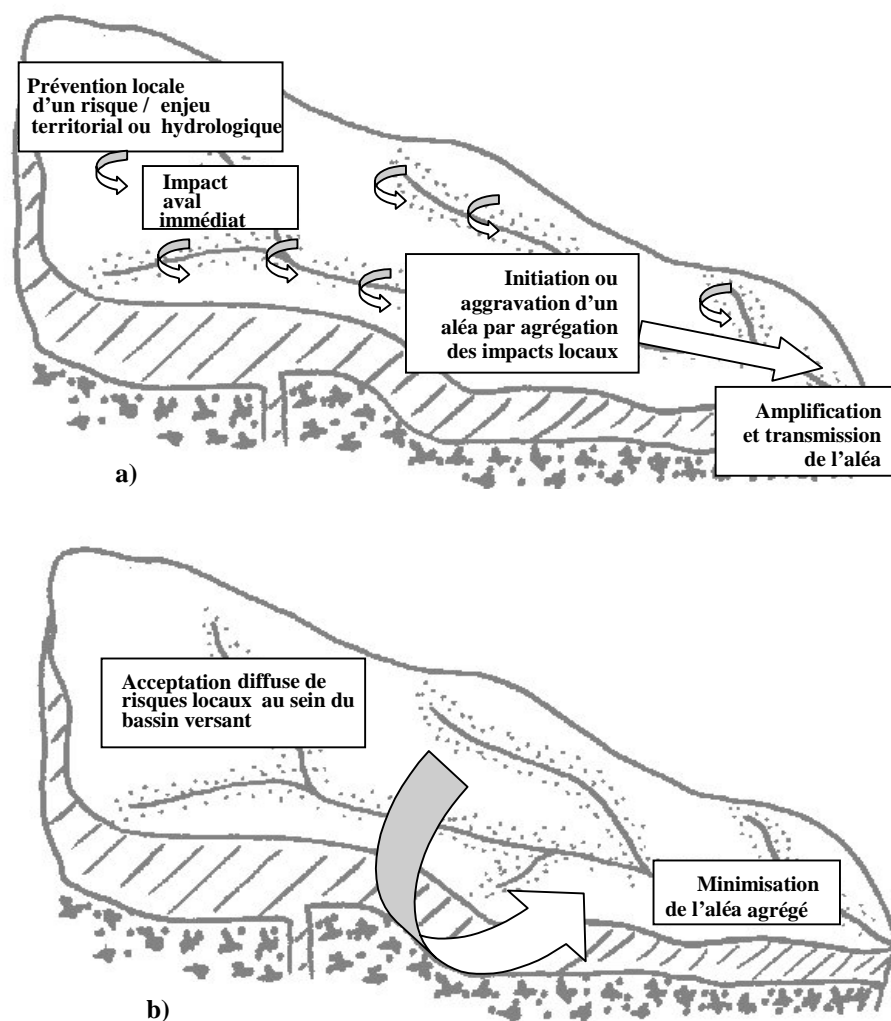 Prévention locale
d'un risque / enjeu
territorial ou hydrologique
Impact
aval
immédiat
Initiation ou
aggravation d'un
aléa par agrégation
des impacts locaux
Amplification
et transmission
de l'aléa
a)
Acceptation diffuse de
risques locaux au sein du
bassin versant
Minimisation
de l'aléa agrégé
b)